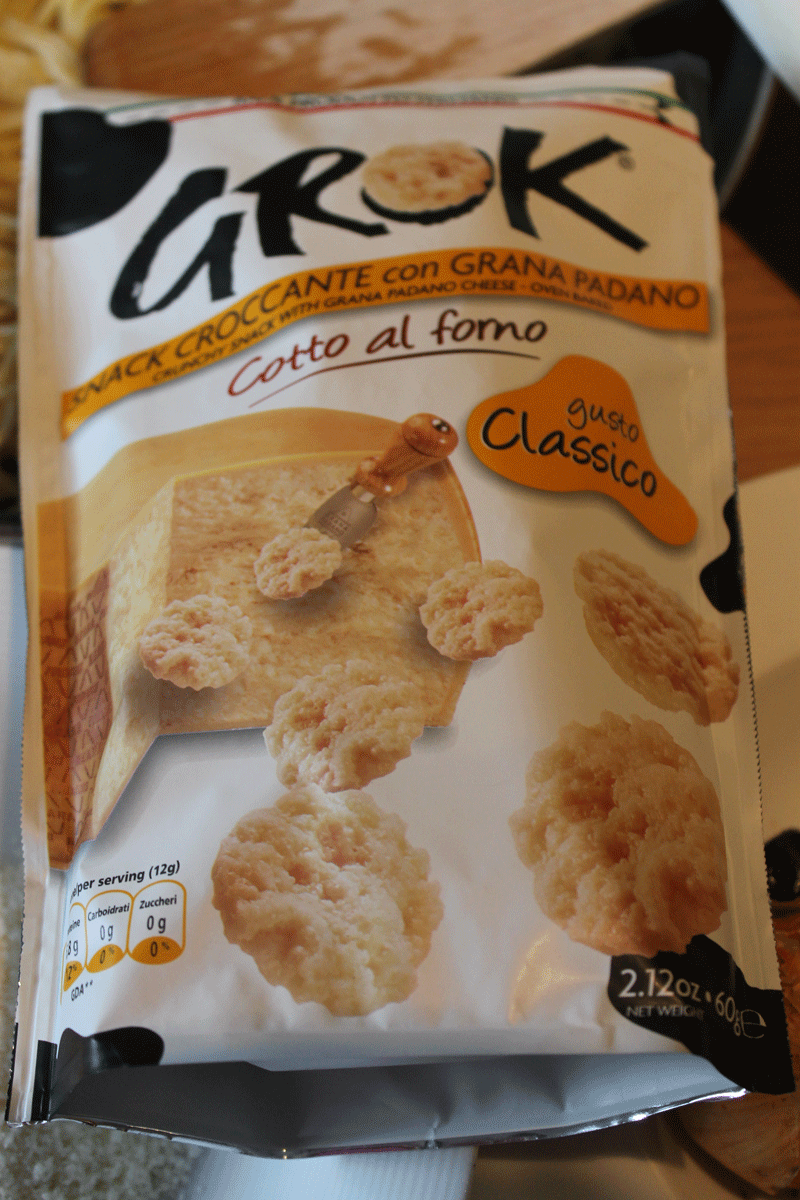 GROK®
SNACK CROCCANTE con GRANA PADANO
CRUNCHY SNACK WITH GRANA PADANO CHEESE - OVEN BAKED
Cotto al forno
gusto
Classico
per serving (12g)
Carboidrati
Zuccheri
0g
0g
0%
0%
GDA**
2.12oz • 60g e
NET WEIGHT